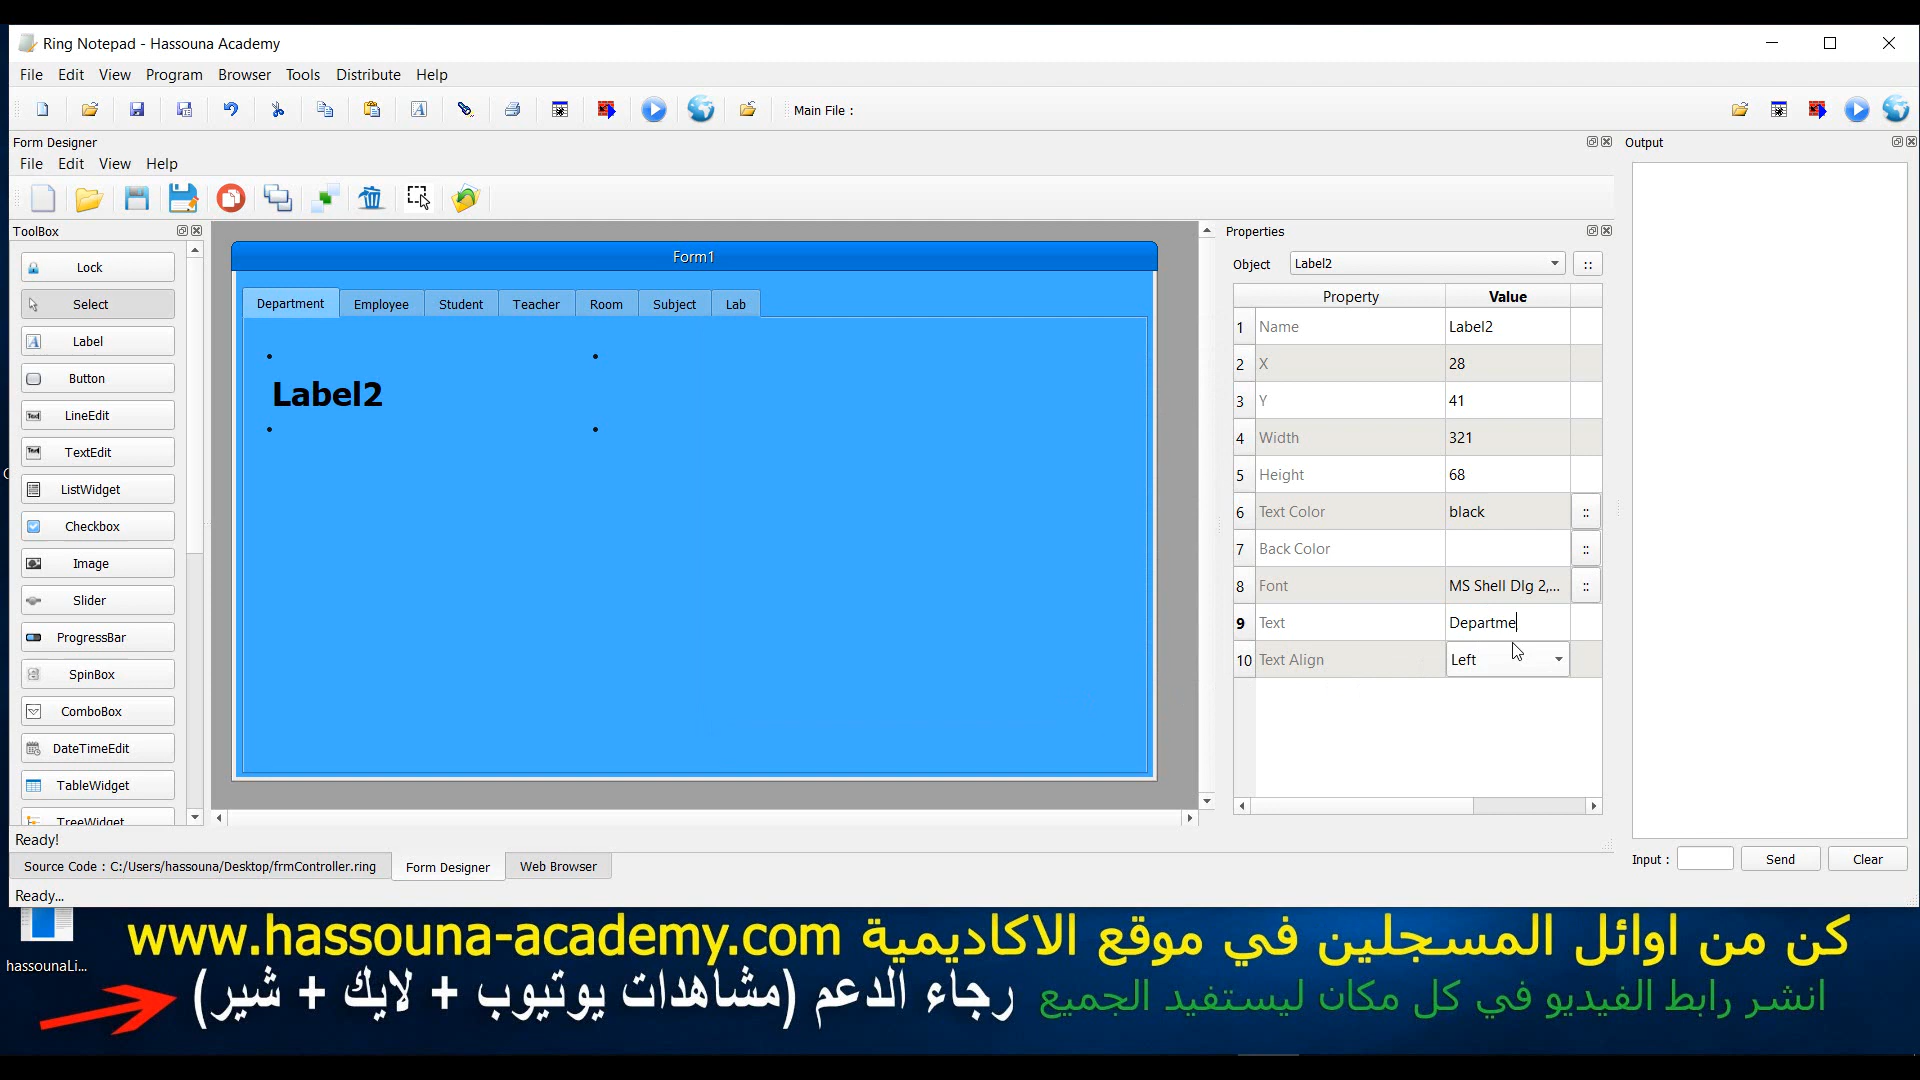 Ring Notepad - Hassouna Academy
File Edit View Program Browser Tools Distribute Help
Main File :
Form Designer
Output
File Edit View Help
ToolBox
Properties
Form1
Object Label2
Lock
Department Employee Student Teacher Room Subject Lab
Property Value
Select
1 Name Label2
Label
2 X 28
Button
Label2
3 Y 41
LineEdit
4 Width 321
TextEdit
5 Height 68
ListWidget
6 Text Color black
Checkbox
7 Back Color
Image
8 Font MS Shell Dlg 2,...
Slider
9 Text Departme
ProgressBar
10 Text Align Left
SpinBox
ComboBox
DateTimeEdit
TableWidget
TreeWidget
Ready!
Source Code : C:/Users/hassouna/Desktop/frmController.ring Form Designer Web Browser
Input : Send Clear
Ready...
كن من اوائل المسجلين في موقع الاكاديمية www.hassouna-academy.com
hassounaLi...
انشر رابط الفيديو في كل مكان ليستفيد الجميع رجاء الدعم (مشاهدات يوتيوب + لايك + شير)